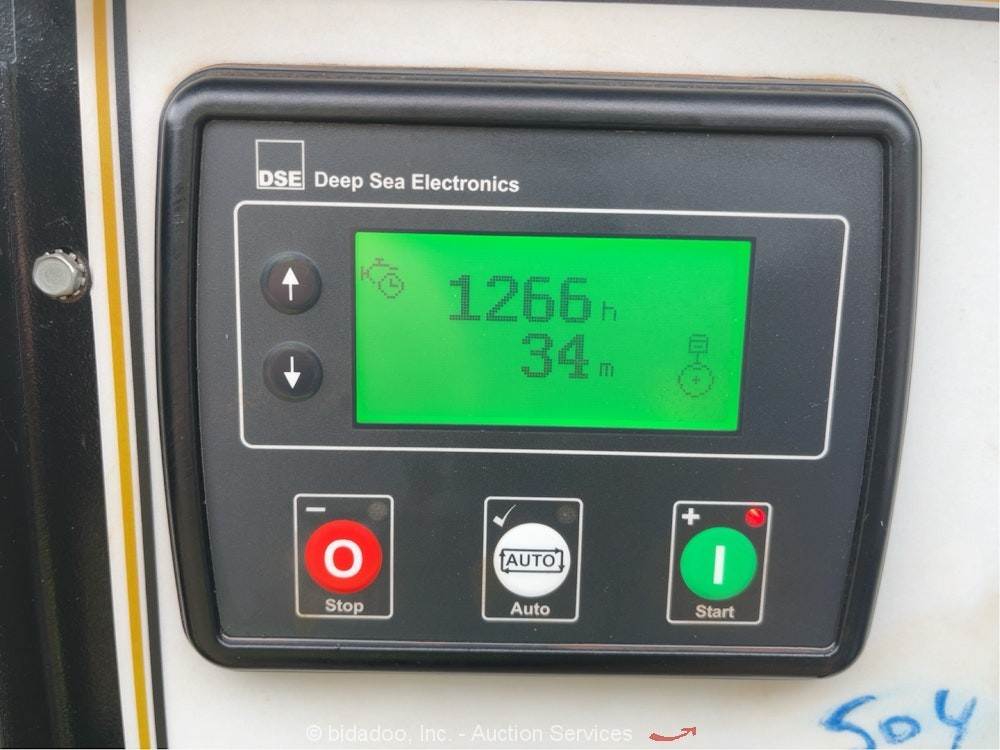 DSE Deep Sea Electronics
1266 h
34 m
− ✓ +
O AUTO I
Stop Auto Start
504
© bidadoo, Inc. - Auction Services